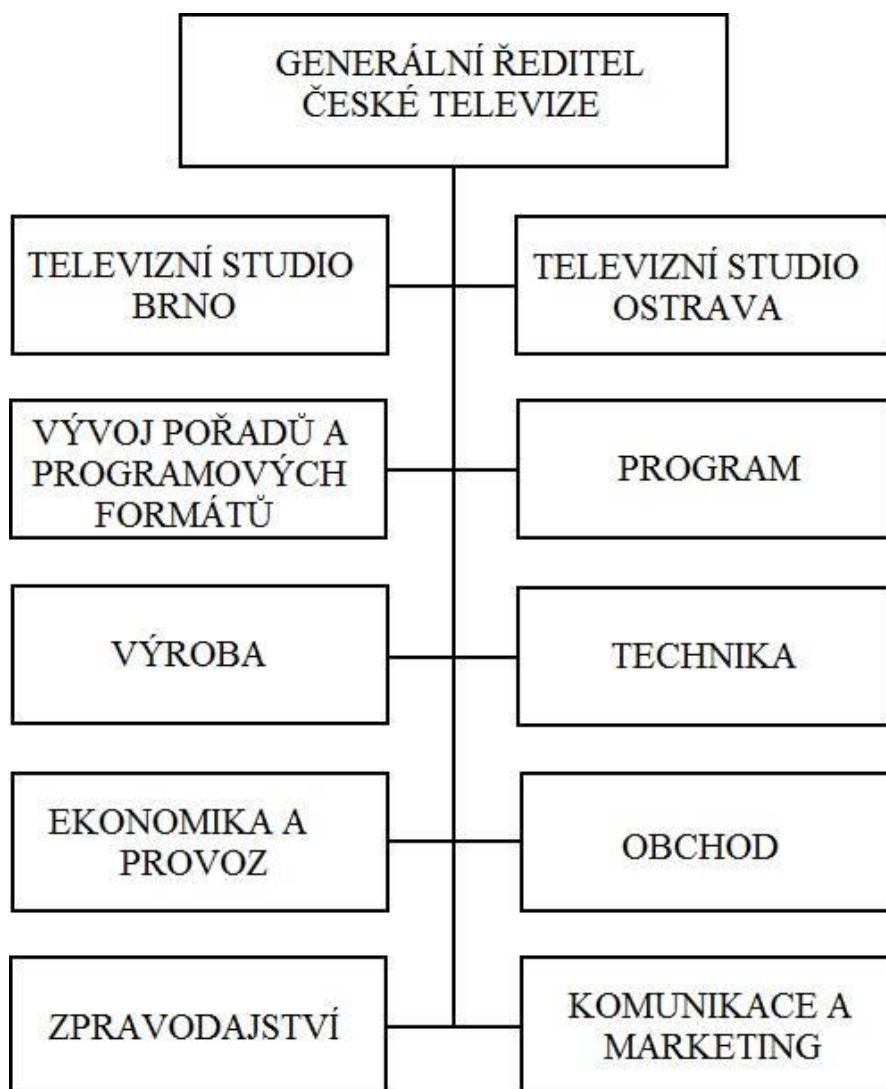 GENERÁLNÍ ŘEDITEL
ČESKÉ TELEVIZE
TELEVIZNÍ STUDIO
BRNO
TELEVIZNÍ STUDIO
OSTRAVA
VÝVOJ POŘADŮ A
PROGRAMOVÝCH
FORMÁTŮ
PROGRAM
VÝROBA
TECHNIKA
EKONOMIKA A
PROVOZ
OBCHOD
ZPRAVODAJSTVÍ
KOMUNIKACE A
MARKETING